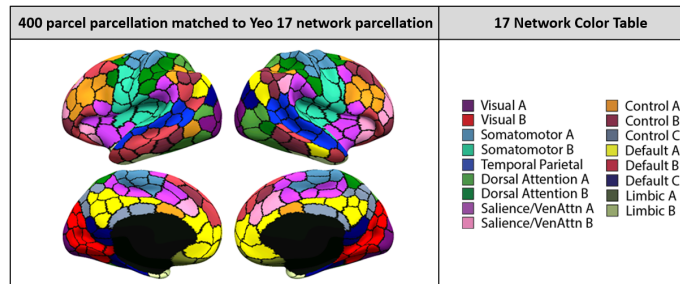 400 parcel parcellation matched to Yeo 17 network parcellation
17 Network Color Table
Visual A
Visual B
Somatomotor A
Somatomotor B
Temporal Parietal
Dorsal Attention A
Dorsal Attention B
Salience/VenAttn A
Salience/VenAttn B
Control A
Control B
Control C
Default A
Default B
Default C
Limbic A
Limbic B